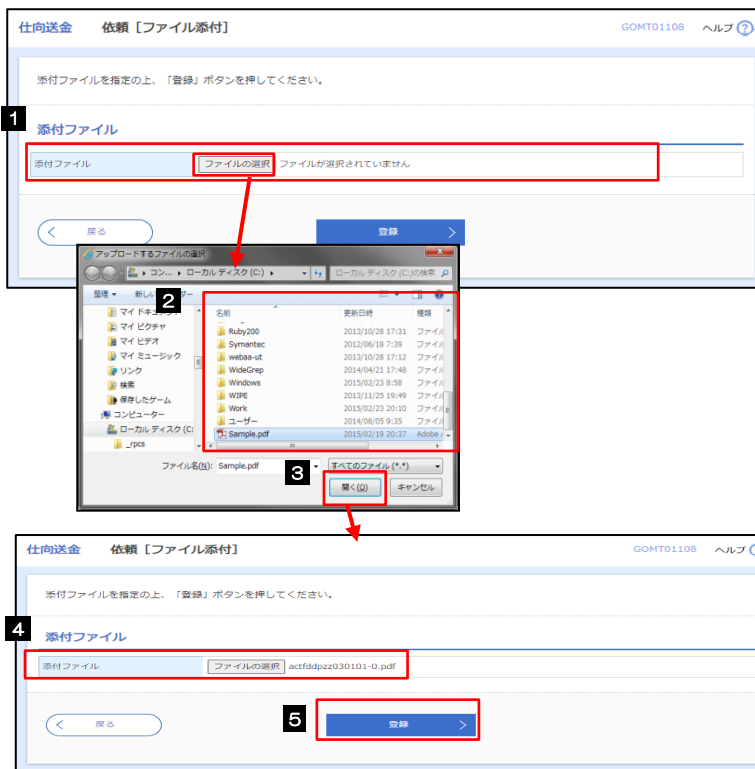 仕向送金 依頼［ファイル添付］ GOMT01108 ヘルプ ?
添付ファイルを指定の上、「登録」ボタンを押してください。
1
添付ファイル
添付ファイル ファイルの選択 ファイルが選択されていません
戻る 登録
アップロードするファイルの選択
コン... ローカル ディスク (C:) ローカル ディスク (C:)の検索
整理 新しい
2
名前 更新日時 種類
マイ ピクチャ
マイ ビデオ
マイ ミュージック
リンク
検索
保存したゲーム
コンピューター
ローカル ディスク (C:
_rpcs
Ruby200 2013/10/28 17:31 ファイル
Symantec 2012/06/18 7:39 ファイル
webaa-ut 2013/10/28 17:12 ファイル
WideGrep 2014/04/21 17:48 ファイル
Windows 2015/02/23 8:58 ファイル
WIPE 2013/11/25 19:49 ファイル
Work 2015/02/23 20:10 ファイル
ユーザー 2014/08/05 9:35 ファイル
Sample.pdf 2015/02/19 20:37 Adobe
ファイル名(N): Sample.pdf すべてのファイル (*.*)
3
開く(O) キャンセル
仕向送金 依頼［ファイル添付］ GOMT01108 ヘルプ
添付ファイルを指定の上、「登録」ボタンを押してください。
4
添付ファイル
添付ファイル ファイルの選択 actfddpzz030101-0.pdf
戻る 5 登録